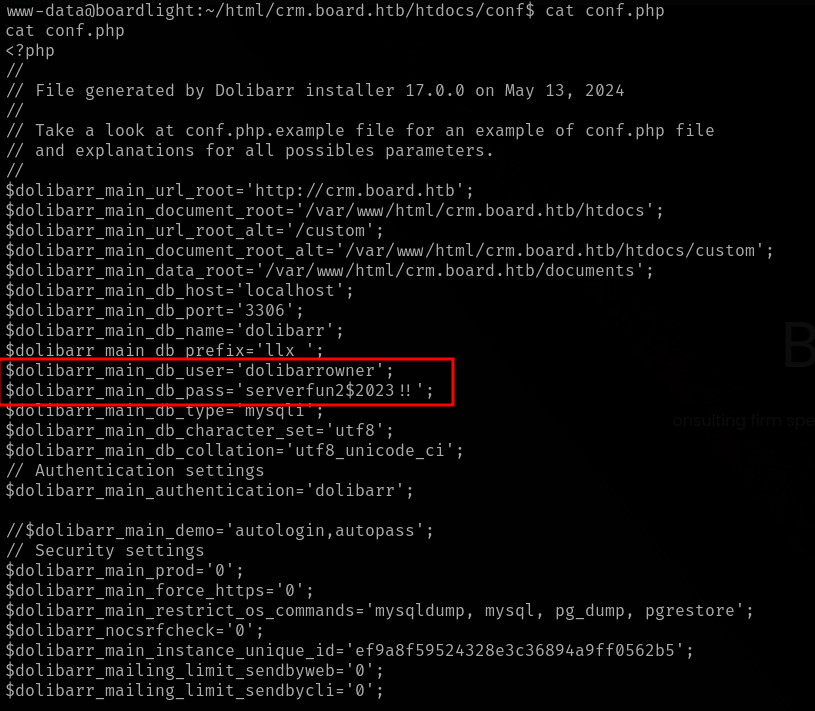 www-data@boardlight:~/html/crm.board.htb/htdocs/conf$ cat conf.php
cat conf.php
<?php
//
// File generated by Dolibarr installer 17.0.0 on May 13, 2024
//
// Take a look at conf.php.example file for an example of conf.php file
// and explanations for all possibles parameters.
//
$dolibarr_main_url_root='http://crm.board.htb';
$dolibarr_main_document_root='/var/www/html/crm.board.htb/htdocs';
$dolibarr_main_url_root_alt='/custom';
$dolibarr_main_document_root_alt='/var/www/html/crm.board.htb/htdocs/custom';
$dolibarr_main_data_root='/var/www/html/crm.board.htb/documents';
$dolibarr_main_db_host='localhost';
$dolibarr_main_db_port='3306';
$dolibarr_main_db_name='dolibarr';
$dolibarr_main_db_prefix='llx_';
$dolibarr_main_db_user='dolibarrowner';
$dolibarr_main_db_pass='serverfun2$2023!!';
$dolibarr_main_db_type='mysqli';
$dolibarr_main_db_character_set='utf8';
$dolibarr_main_db_collation='utf8_unicode_ci';
// Authentication settings
$dolibarr_main_authentication='dolibarr';
//$dolibarr_main_demo='autologin,autopass';
// Security settings
$dolibarr_main_prod='0';
$dolibarr_main_force_https='0';
$dolibarr_main_restrict_os_commands='mysqldump, mysql, pg_dump, pgrestore';
$dolibarr_nocsrfcheck='0';
$dolibarr_main_instance_unique_id='ef9a8f59524328e3c36894a9ff0562b5';
$dolibarr_mailing_limit_sendbyweb='0';
$dolibarr_mailing_limit_sendbycli='0';
B
onsulting firm spe